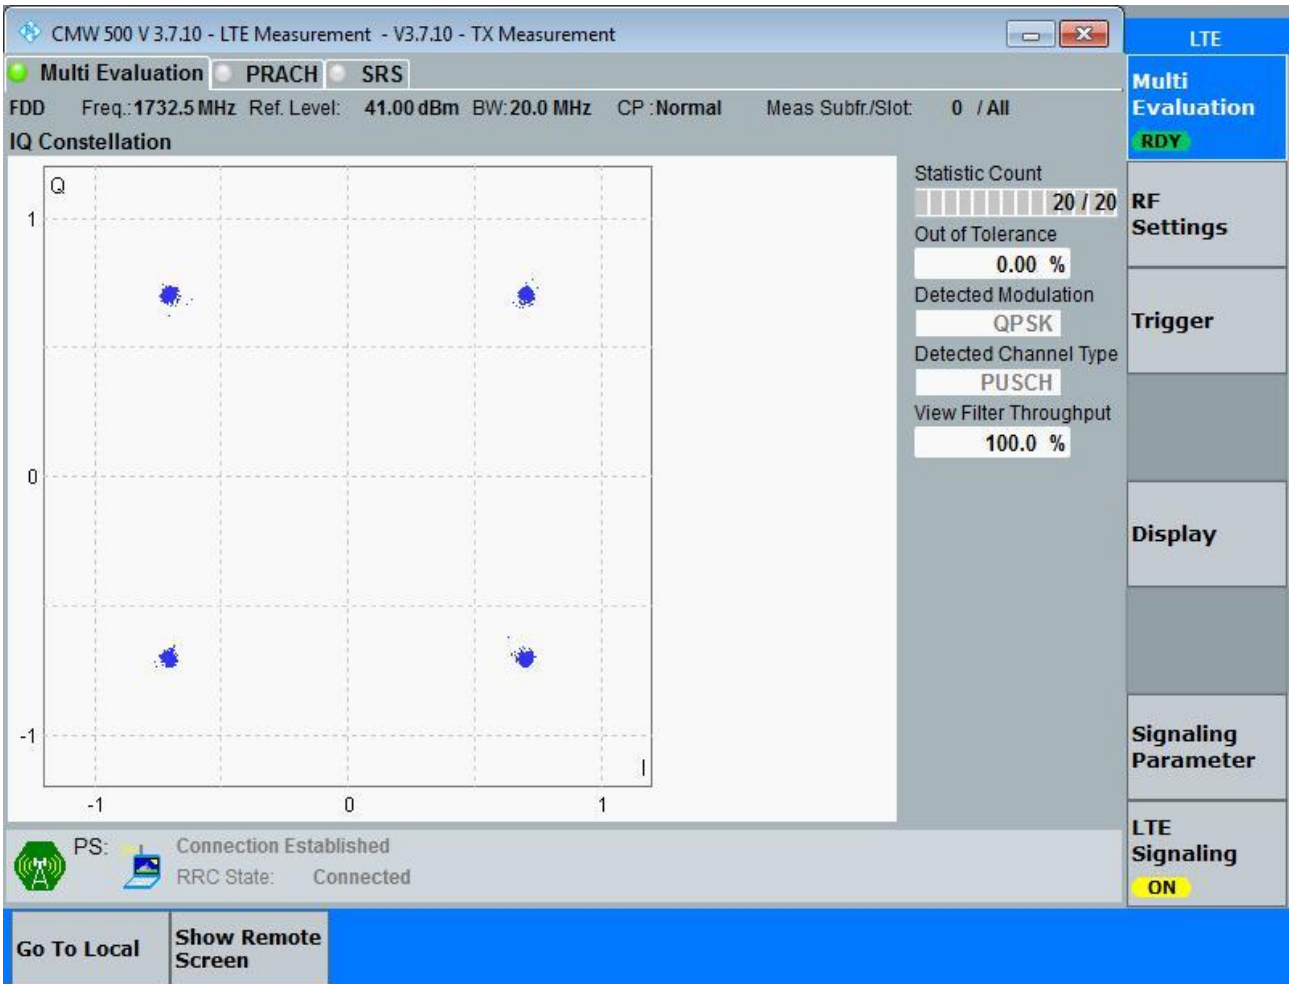 CMW 500 V 3.7.10 - LTE Measurement - V3.7.10 - TX Measurement
LTE
Multi Evaluation PRACH SRS
FDD Freq.:1732.5 MHz Ref. Level: 41.00 dBm BW:20.0 MHz CP :Normal Meas Subfr./Slot: 0 / All
IQ Constellation
Q
1
0
-1
I
-1 0 1
Statistic Count
20 / 20
Out of Tolerance
0.00 %
Detected Modulation
QPSK
Detected Channel Type
PUSCH
View Filter Throughput
100.0 %
Multi
Evaluation
RDY
RF
Settings
Trigger
Display
Signaling
Parameter
LTE
Signaling
ON
PS: Connection Established
RRC State: Connected
Go To Local
Show Remote
Screen